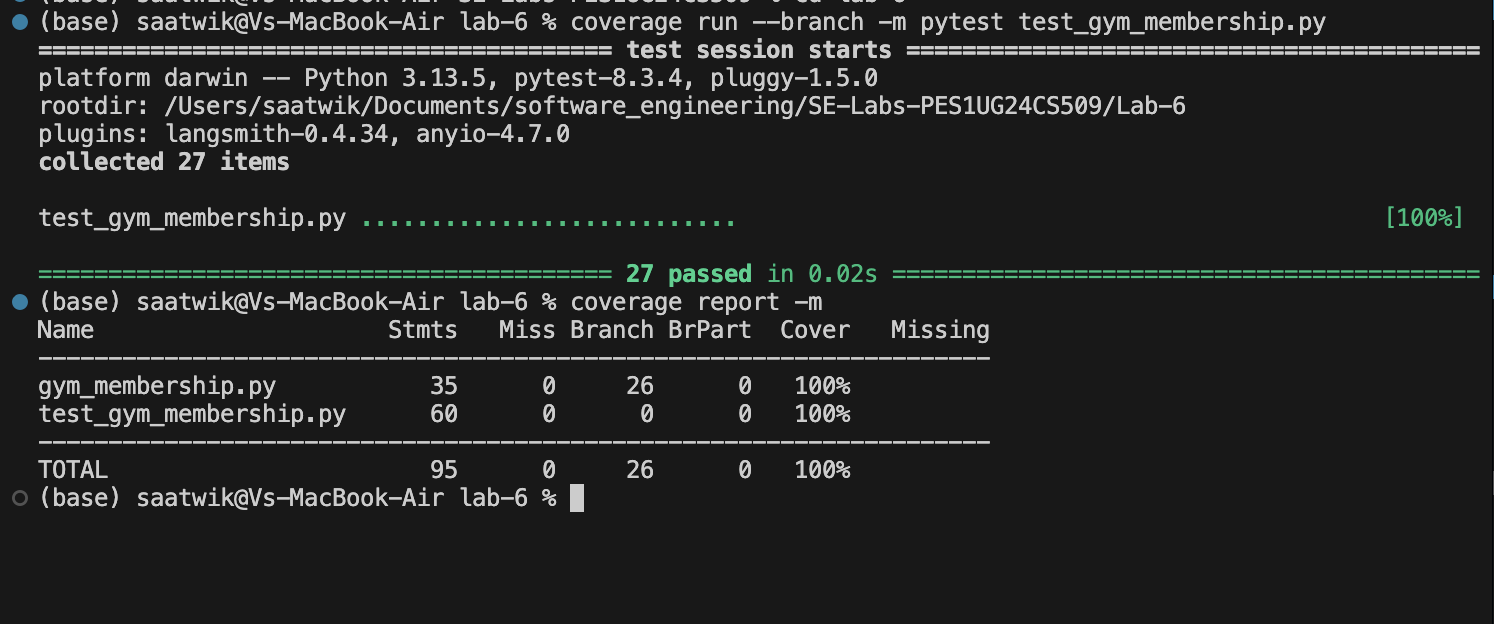 (base) saatwik@Vs-MacBook-Air lab-6 % coverage run --branch -m pytest test_gym_membership.py
========================================= test session starts =========================================
platform darwin -- Python 3.13.5, pytest-8.3.4, pluggy-1.5.0
rootdir: /Users/saatwik/Documents/software_engineering/SE-Labs-PES1UG24CS509/Lab-6
plugins: langsmith-0.4.34, anyio-4.7.0
collected 27 items
test_gym_membership.py ........................... [100%]
========================================= 27 passed in 0.02s ==========================================
(base) saatwik@Vs-MacBook-Air lab-6 % coverage report -m
Name                     Stmts   Miss Branch BrPart  Cover   Missing
--------------------------------------------------------------------
gym_membership.py           35      0     26      0   100%
test_gym_membership.py      60      0      0      0   100%
--------------------------------------------------------------------
TOTAL                       95      0     26      0   100%
(base) saatwik@Vs-MacBook-Air lab-6 %